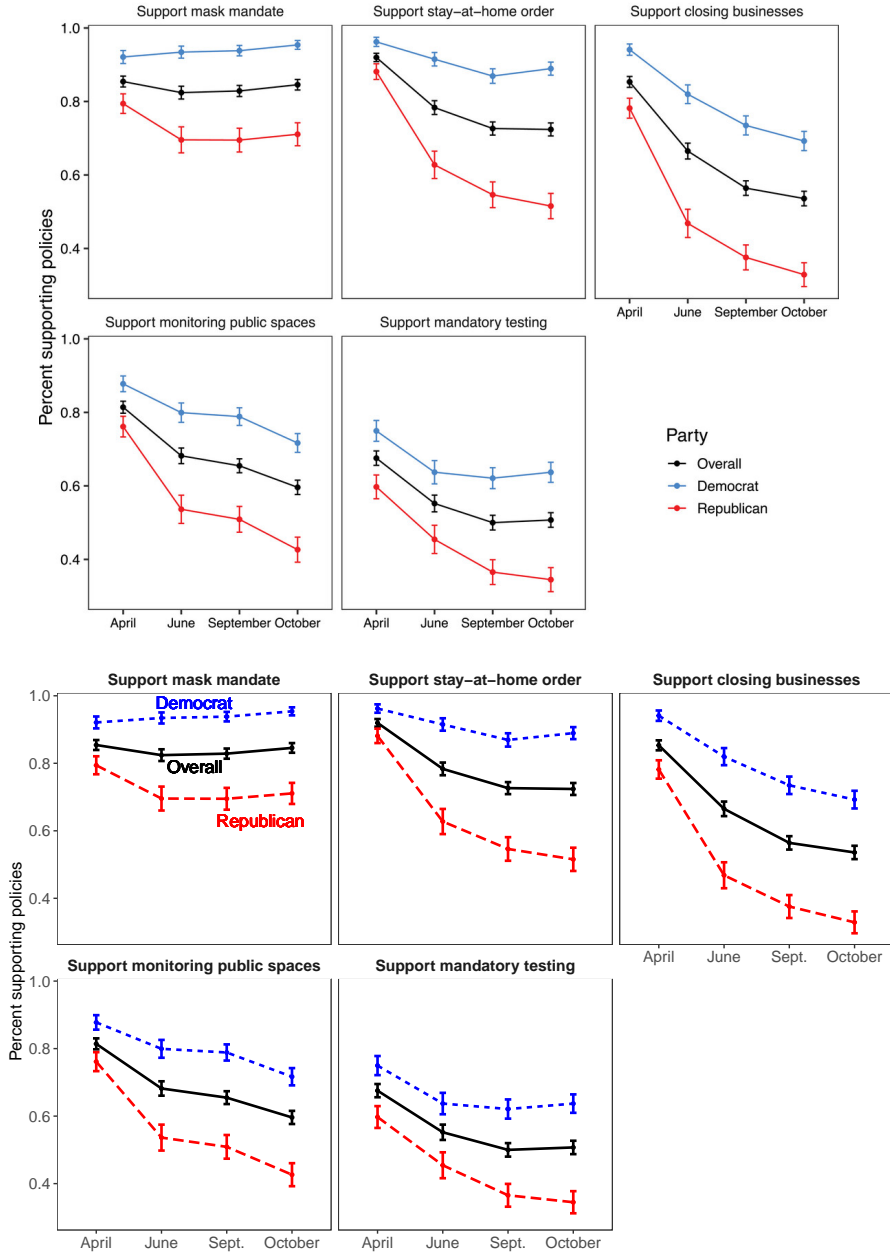 Support mask mandate
Support stay−at−home order
Support closing businesses
1.0
0.8
0.6
0.4
April
June
September
October
Percent supporting policies
Support monitoring public spaces
Support mandatory testing
1.0
0.8
0.6
0.4
April
June
September
October
April
June
September
October
Party
Overall
Democrat
Republican
Support mask mandate
Support stay−at−home order
Support closing businesses
1.0
0.8
0.6
0.4
Democrat
Overall
Republican
April
June
Sept.
October
Percent supporting policies
Support monitoring public spaces
Support mandatory testing
1.0
0.8
0.6
0.4
April
June
Sept.
October
April
June
Sept.
October